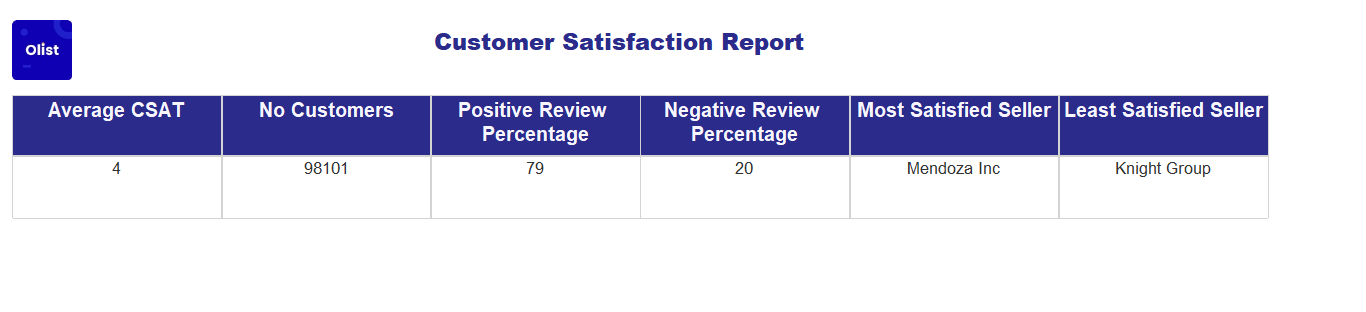 Olist
Customer Satisfaction Report
Average CSAT
No Customers
Positive Review
Percentage
Negative Review
Percentage
Most Satisfied Seller
Least Satisfied Seller
4
98101
79
20
Mendoza Inc
Knight Group